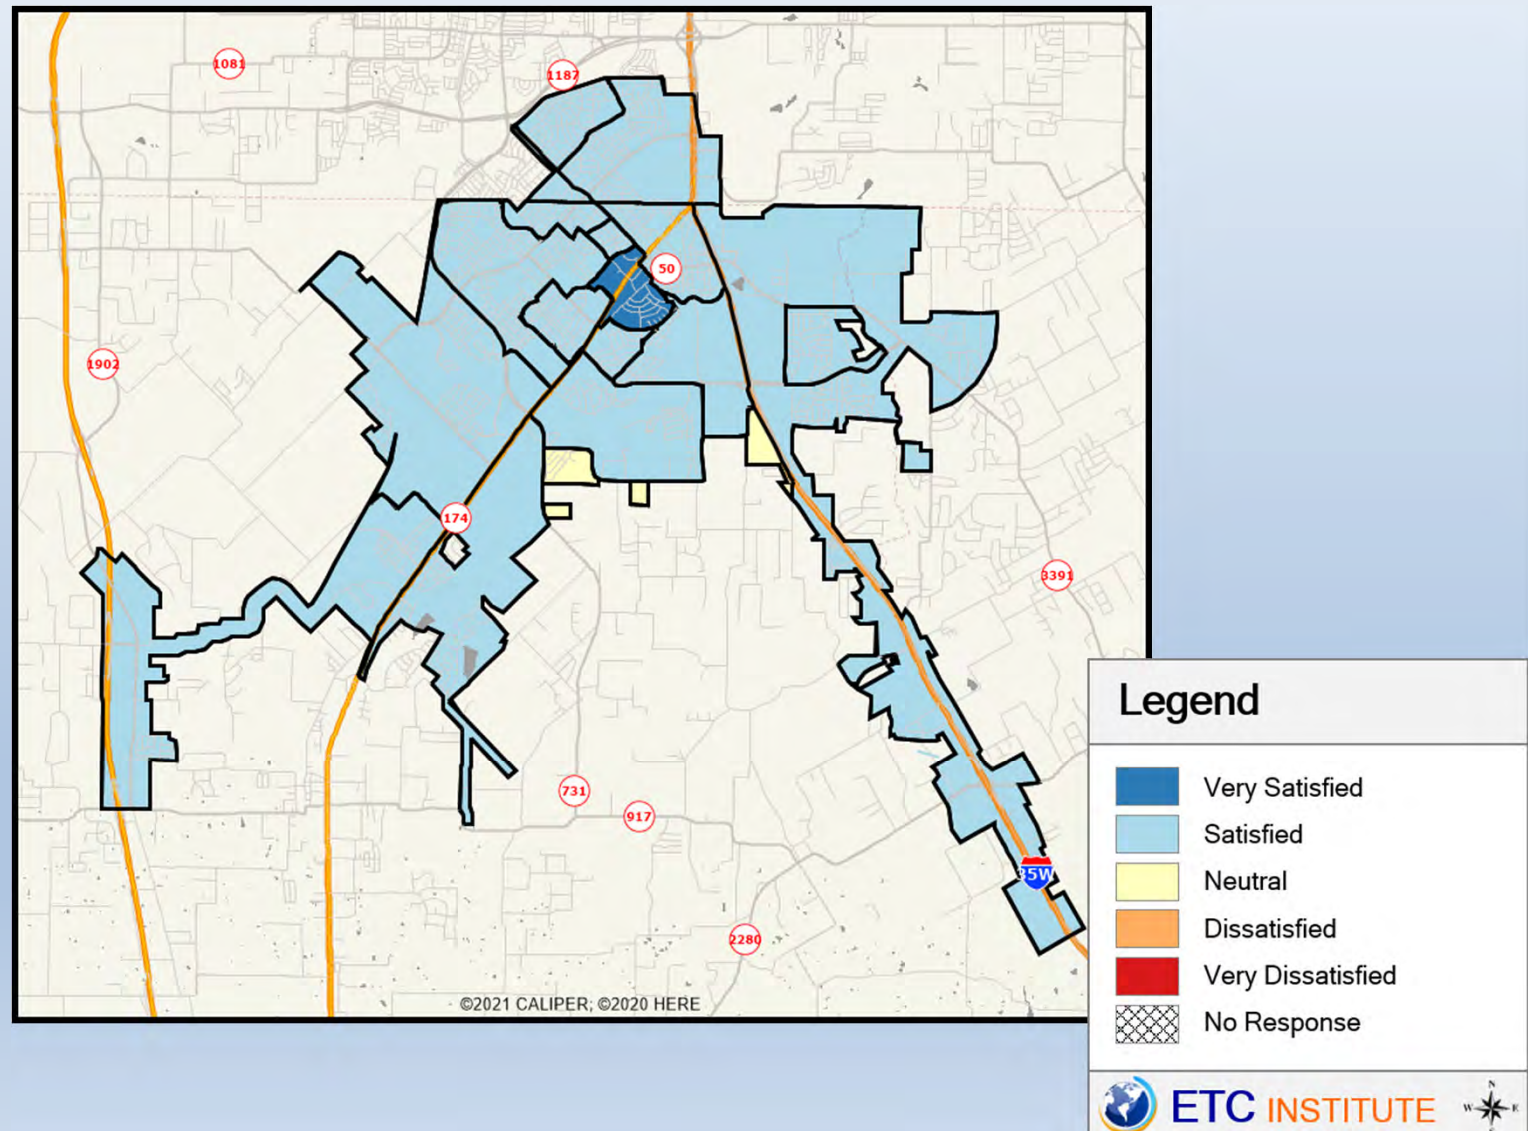 1081
1187
50
1902
174
3391
731
917
35W
2280
©2021 CALIPER; ©2020 HERE
Legend
Very Satisfied
Satisfied
Neutral
Dissatisfied
Very Dissatisfied
No Response
ETC INSTITUTE
N
W E